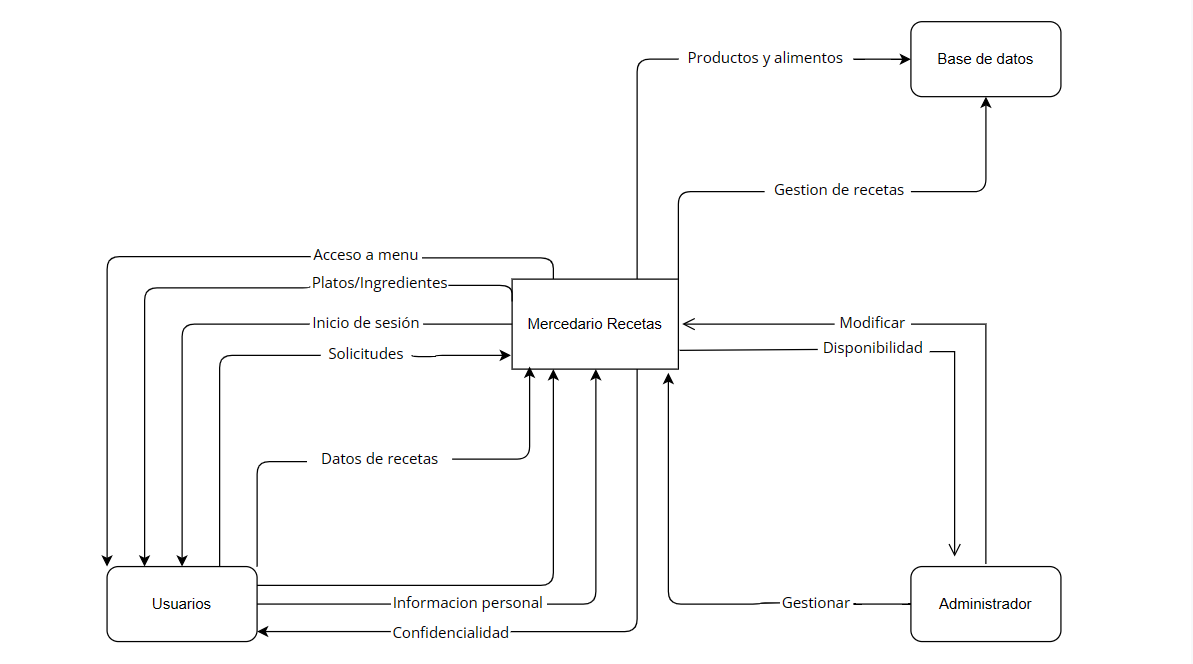 Productos y alimentos
Base de datos
Gestion de recetas
Acceso a menu
Platos/Ingredientes
Inicio de sesión
Mercedario Recetas
Modificar
Solicitudes
Disponibilidad
Datos de recetas
Usuarios
Informacion personal
Gestionar
Administrador
Confidencialidad